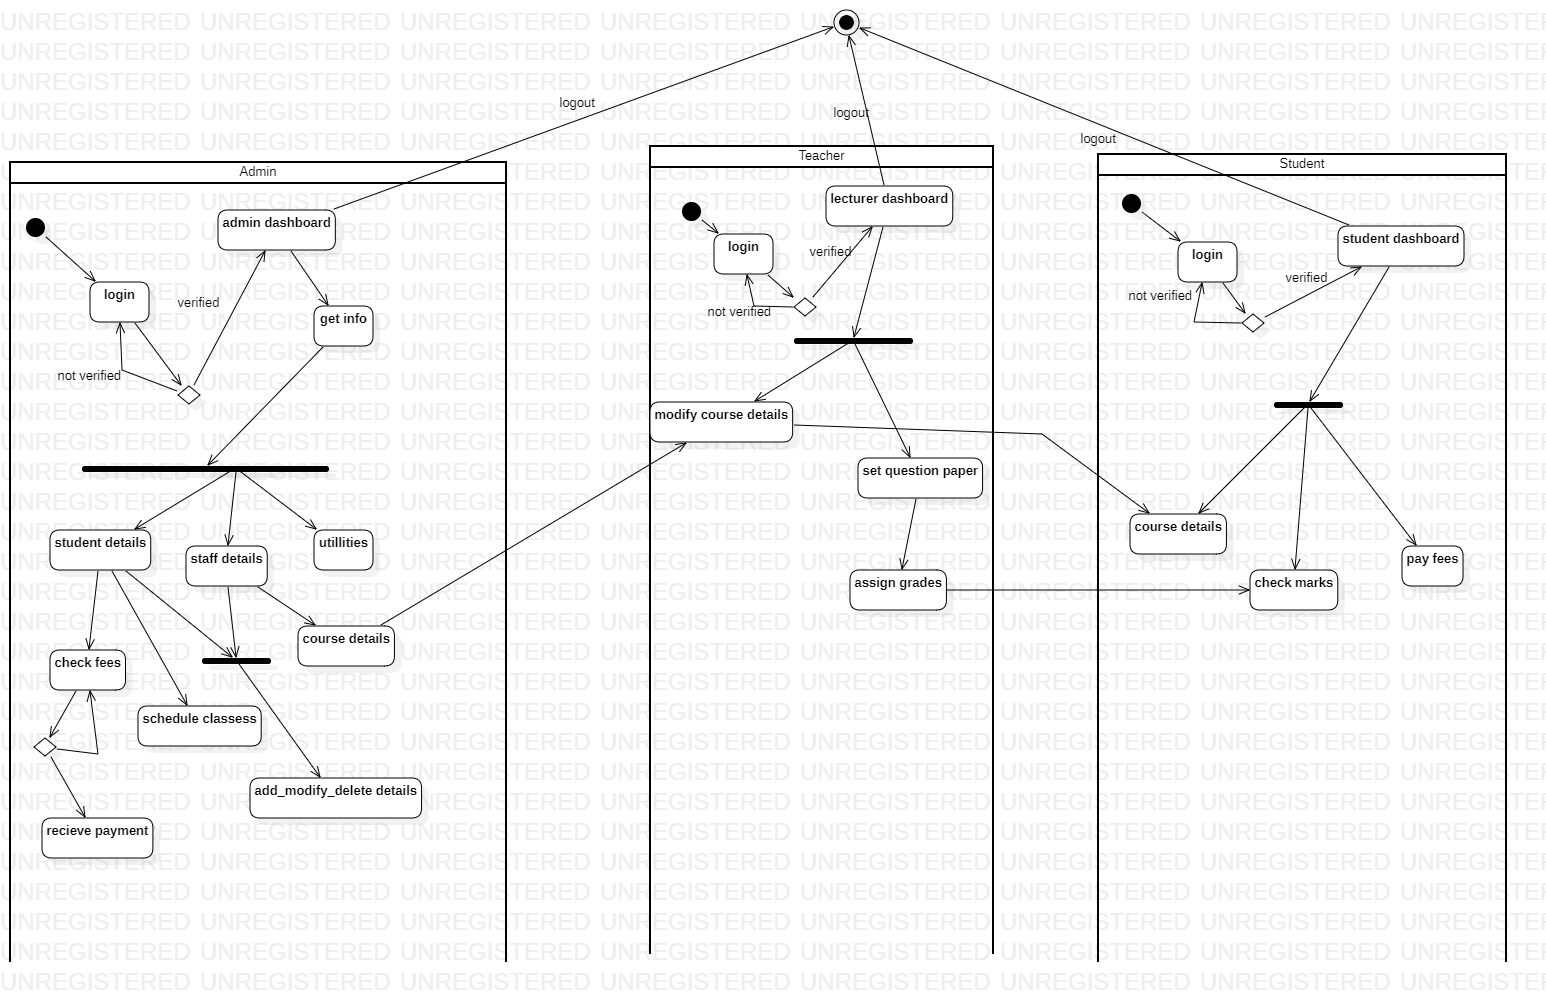 logout
logout
logout
Admin
Teacher
Student
admin dashboard
login
verified
get info
not verified
student details
staff details
utillities
course details
check fees
schedule classess
add_modify_delete details
recieve payment
lecturer dashboard
login
verified
not verified
modify course details
set question paper
assign grades
student dashboard
login
verified
not verified
course details
check marks
pay fees
UNREGISTERED